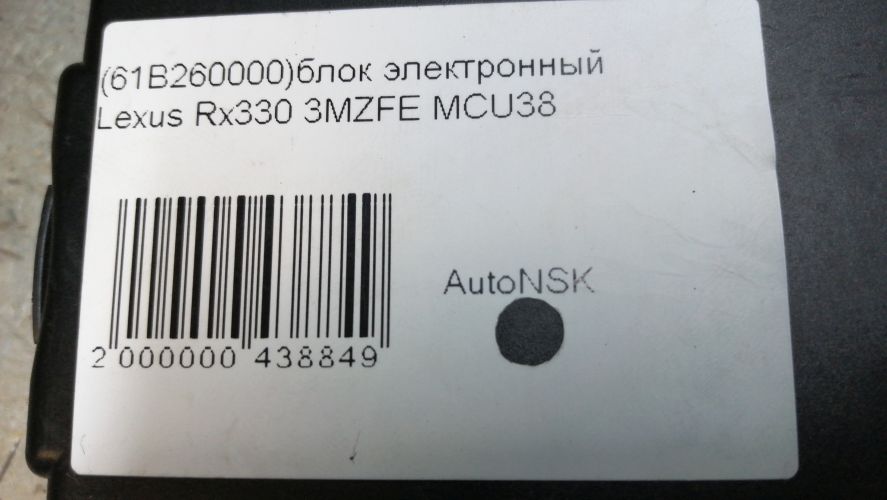 (61B260000)блок электронный
Lexus Rx330 3MZFE MCU38
AutoNSK
2 000000 438849